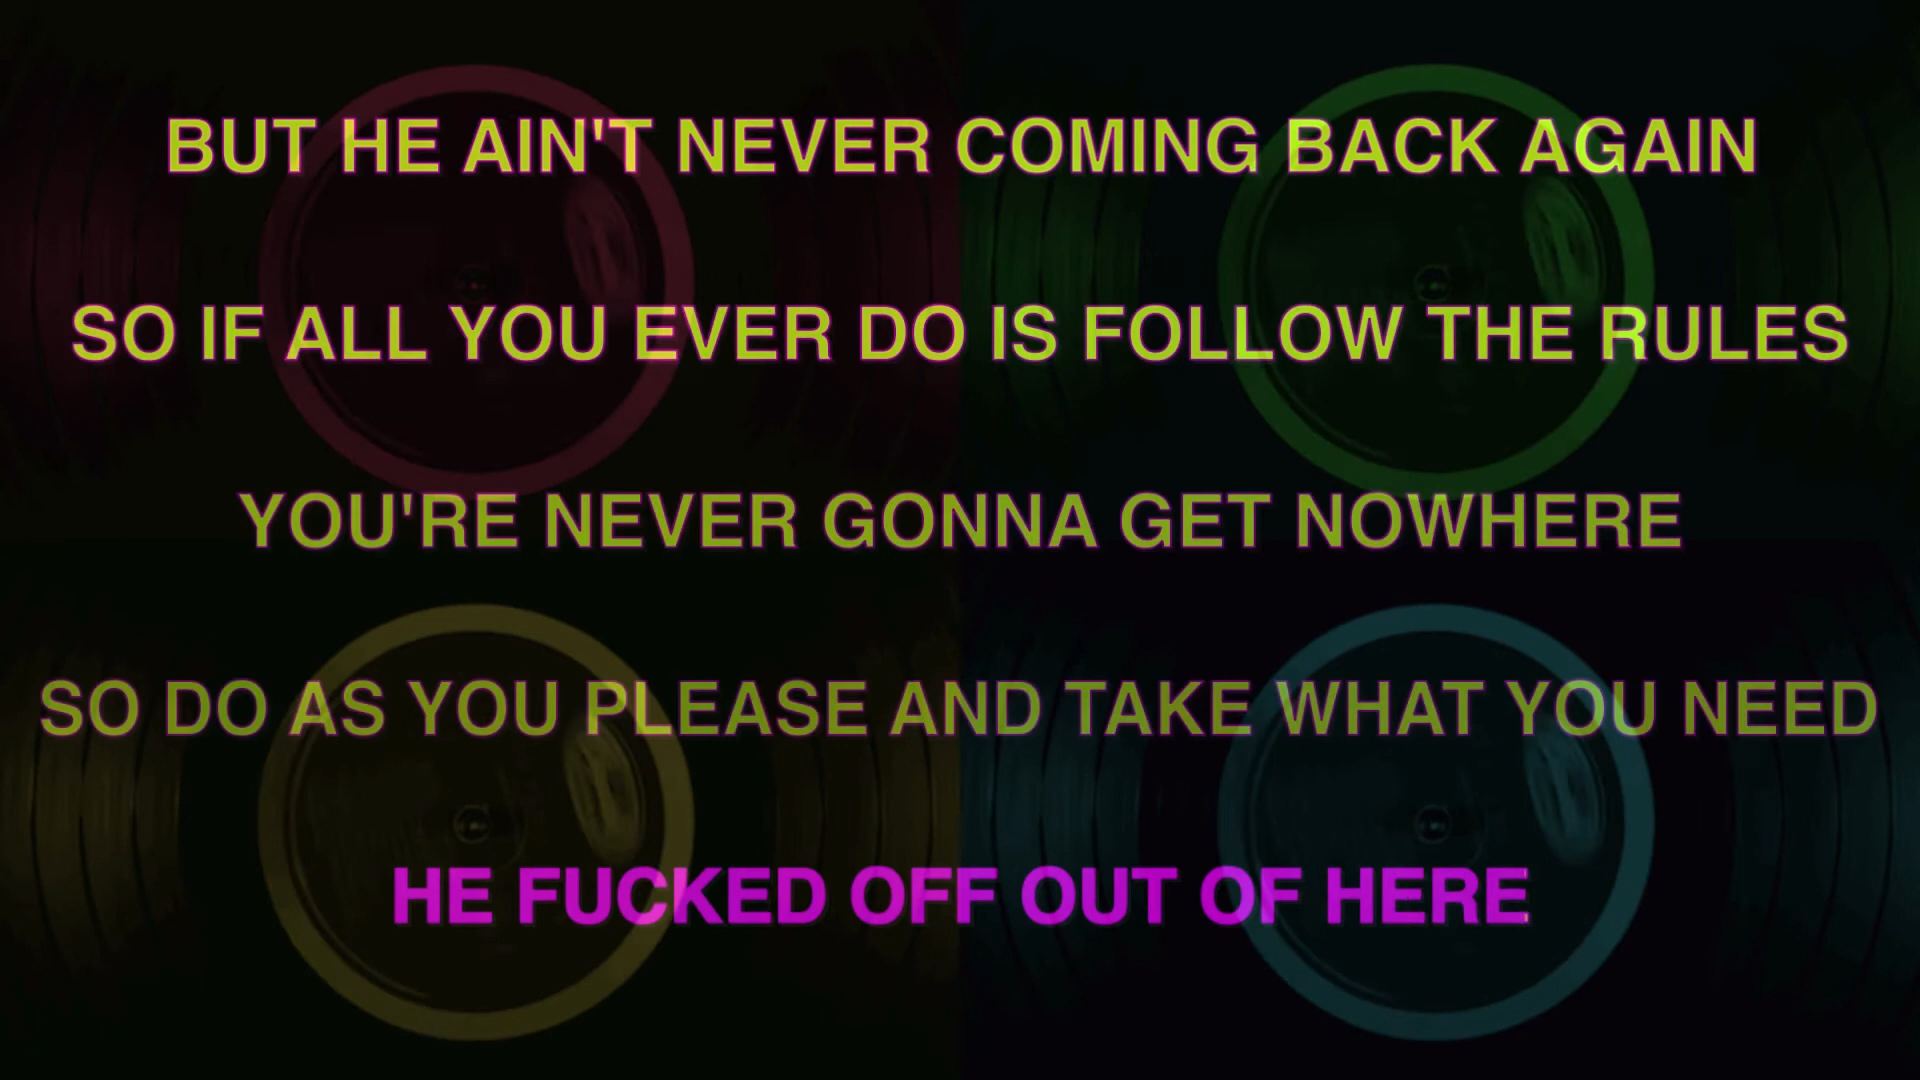 BUT HE AIN'T NEVER COMING BACK AGAIN
SO IF ALL YOU EVER DO IS FOLLOW THE RULES
YOU'RE NEVER GONNA GET NOWHERE
SO DO AS YOU PLEASE AND TAKE WHAT YOU NEED
HE FUCKED OFF OUT OF HERE